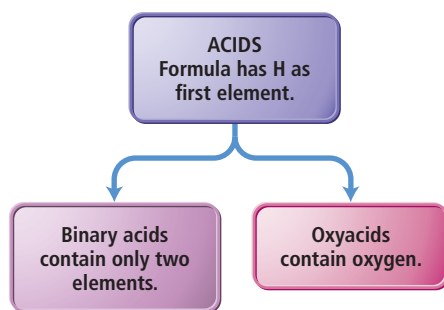 ACIDS
Formula has H as
first element.
Binary acids
contain only two
elements.
Oxyacids
contain oxygen.